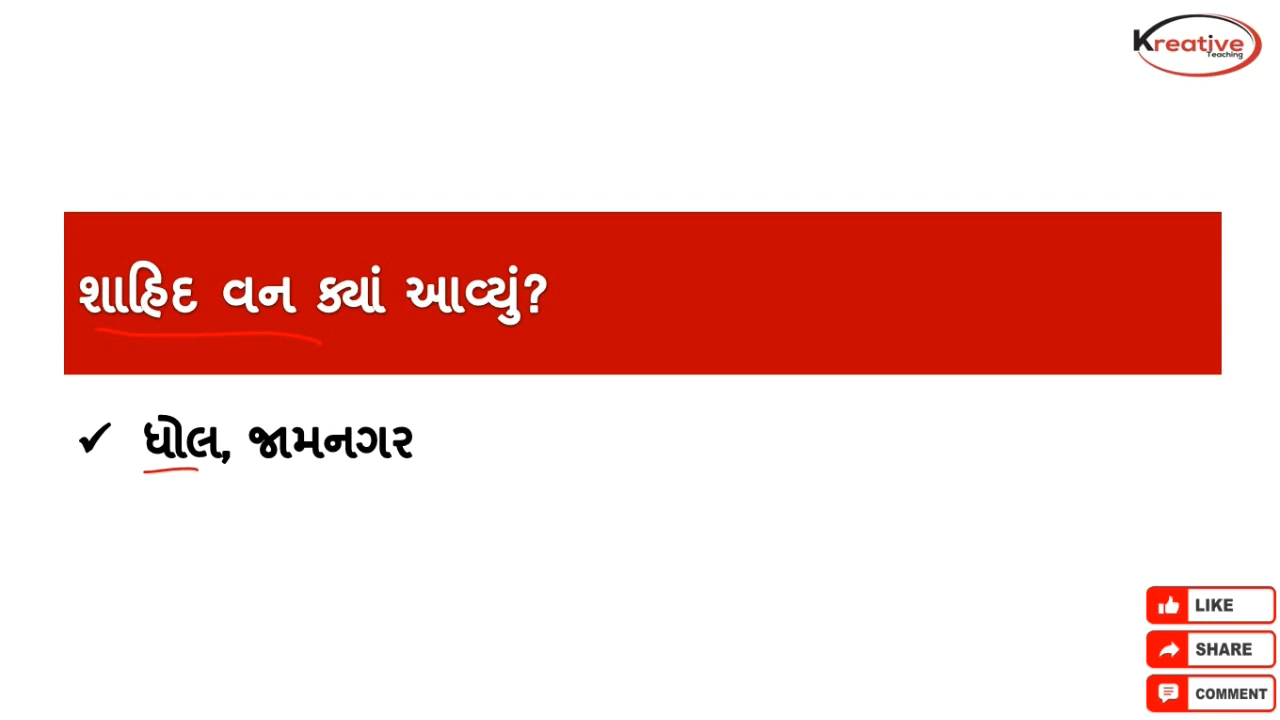 Kreative
Teaching
શાહિદ વન ક્યાં આવ્યું?
✓ ધોલ, જામનગર
LIKE
SHARE
COMMENT